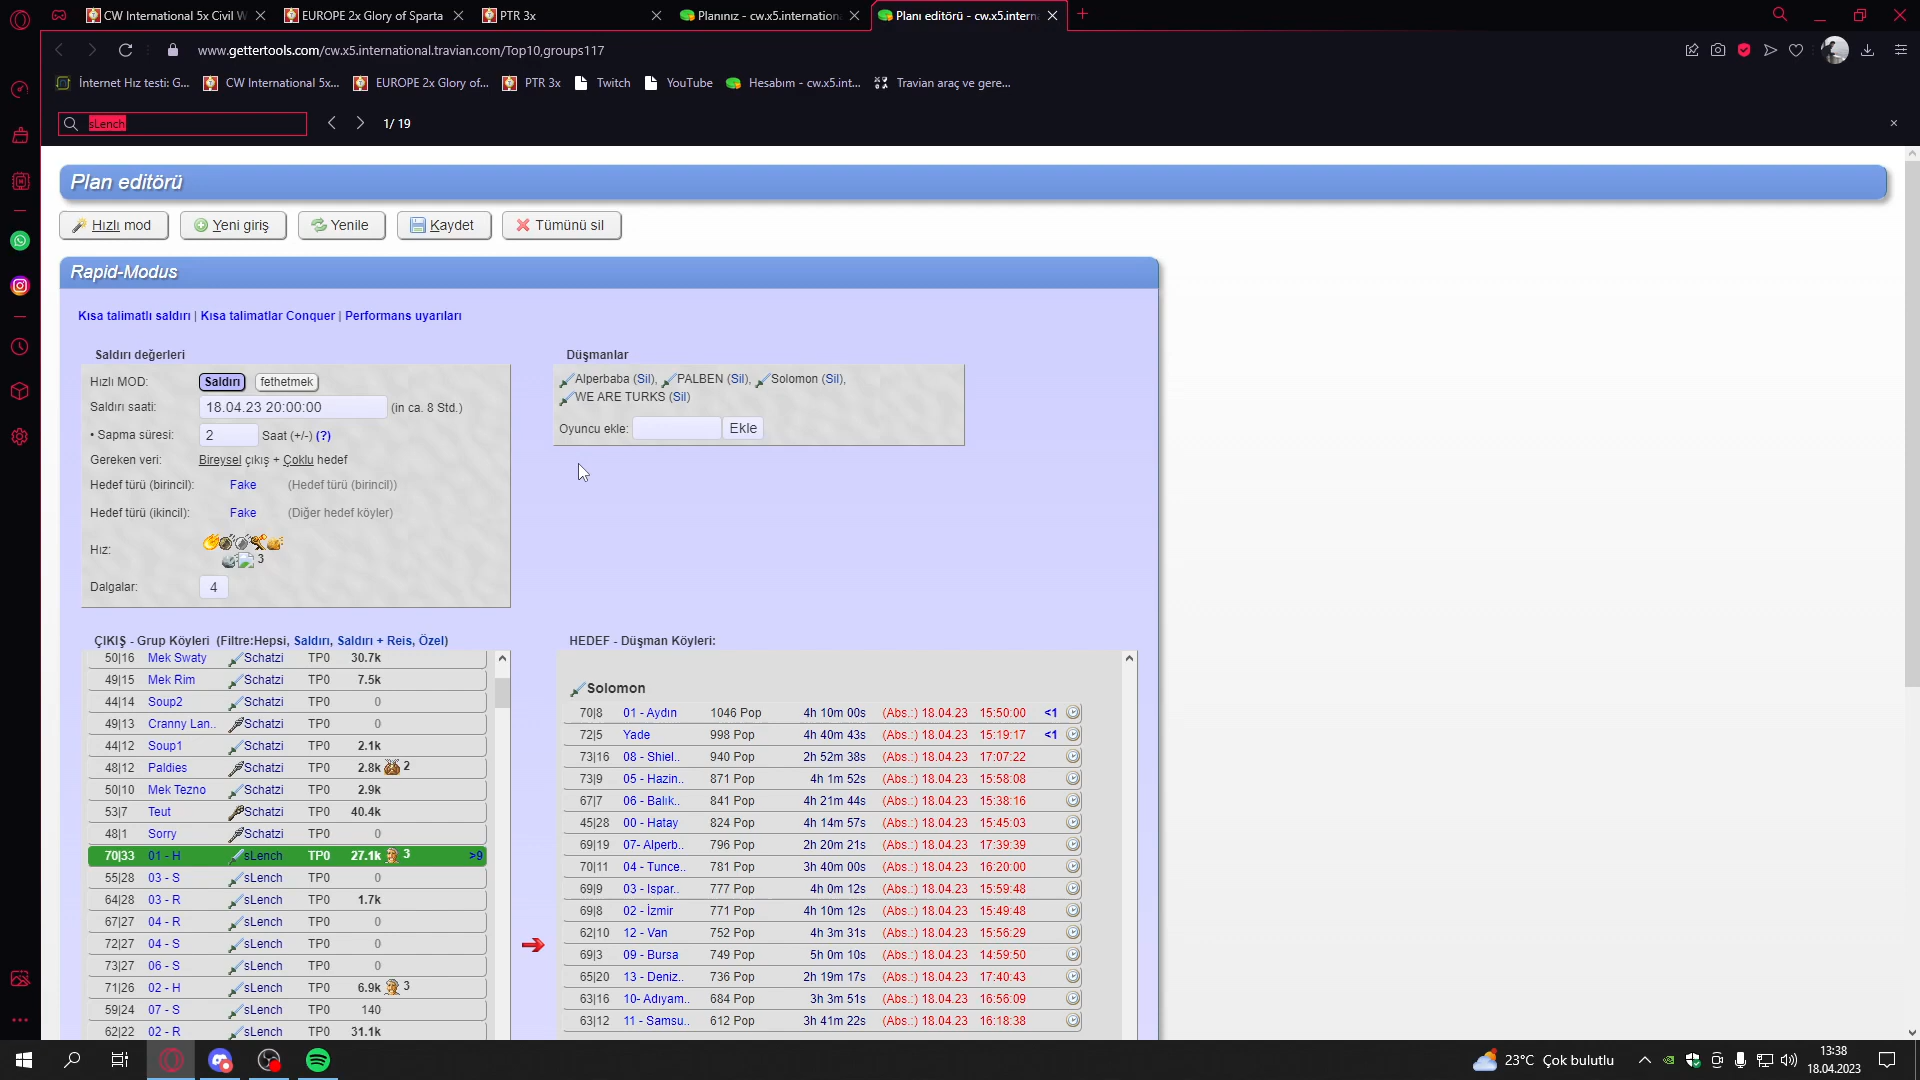 CW International 5x Civil W
EUROPE 2x Glory of Sparta
PTR 3x
Planınız - cw.x5.internation
Planı editörü - cw.x5.intern
www.gettertools.com/cw.x5.international.travian.com/Top10,groups117
İnternet Hız testi: G...
CW International 5x...
EUROPE 2x Glory of...
PTR 3x
Twitch
YouTube
Hesabım - cw.x5.int...
Travian araç ve gere...
sLench
1/ 19
Plan editörü
Hızlı mod
Yeni giriş
Yenile
Kaydet
Tümünü sil
Rapid-Modus
Kısa talimatlı saldırı | Kısa talimatlar Conquer | Performans uyarıları
Saldırı değerleri
Hızlı MOD: Saldırı fethetmek
Saldırı saati: 18.04.23 20:00:00 (in ca. 8 Std.)
• Sapma süresi: 2 Saat (+/-) (?)
Gereken veri: Bireysel çıkış + Çoklu hedef
Hedef türü (birincil): Fake (Hedef türü (birincil))
Hedef türü (ikincil): Fake (Diğer hedef köyler)
Hız: 3
Dalgalar: 4
Düşmanlar
Alperbaba (Sil), PALBEN (Sil), Solomon (Sil),
WE ARE TURKS (Sil)
Oyuncu ekle: Ekle
ÇIKIŞ - Grup Köyleri (Filtre:Hepsi, Saldırı, Saldırı + Reis, Özel)
50|16 Mek Swaty Schatzi TP0 30.7k
49|15 Mek Rim Schatzi TP0 7.5k
44|14 Soup2 Schatzi TP0 0
49|13 Cranny Lan.. Schatzi TP0 0
44|12 Soup1 Schatzi TP0 2.1k
48|12 Paldies Schatzi TP0 2.8k 2
50|10 Mek Tezno Schatzi TP0 2.9k
53|7 Teut Schatzi TP0 40.4k
48|1 Sorry Schatzi TP0 0
70|33 01 - H sLench TP0 27.1k 3 >9
55|28 03 - S sLench TP0 0
64|28 03 - R sLench TP0 1.7k
67|27 04 - R sLench TP0 0
72|27 04 - S sLench TP0 0
73|27 06 - S sLench TP0 0
71|26 02 - H sLench TP0 6.9k 3
59|24 07 - S sLench TP0 140
62|22 02 - R sLench TP0 31.1k
HEDEF - Düşman Köyleri:
Solomon
70|8 01 - Aydın 1046 Pop 4h 10m 00s (Abs.:) 18.04.23 15:50:00 <1
72|5 Yade 998 Pop 4h 40m 43s (Abs.:) 18.04.23 15:19:17 <1
73|16 08 - Shiel.. 940 Pop 2h 52m 38s (Abs.:) 18.04.23 17:07:22
73|9 05 - Hazin.. 871 Pop 4h 1m 52s (Abs.:) 18.04.23 15:58:08
67|7 06 - Balık.. 841 Pop 4h 21m 44s (Abs.:) 18.04.23 15:38:16
45|28 00 - Hatay 824 Pop 4h 14m 57s (Abs.:) 18.04.23 15:45:03
69|19 07- Alperb.. 796 Pop 2h 20m 21s (Abs.:) 18.04.23 17:39:39
70|11 04 - Tunce.. 781 Pop 3h 40m 00s (Abs.:) 18.04.23 16:20:00
69|9 03 - Ispar.. 777 Pop 4h 0m 12s (Abs.:) 18.04.23 15:59:48
69|8 02 - İzmir 771 Pop 4h 10m 12s (Abs.:) 18.04.23 15:49:48
62|10 12 - Van 752 Pop 4h 3m 31s (Abs.:) 18.04.23 15:56:29
69|3 09 - Bursa 749 Pop 5h 0m 10s (Abs.:) 18.04.23 14:59:50
65|20 13 - Deniz.. 736 Pop 2h 19m 17s (Abs.:) 18.04.23 17:40:43
63|16 10- Adıyam.. 684 Pop 3h 3m 51s (Abs.:) 18.04.23 16:56:09
63|12 11 - Samsu.. 612 Pop 3h 41m 22s (Abs.:) 18.04.23 16:18:38
23°C Çok bulutlu
13:38
18.04.2023